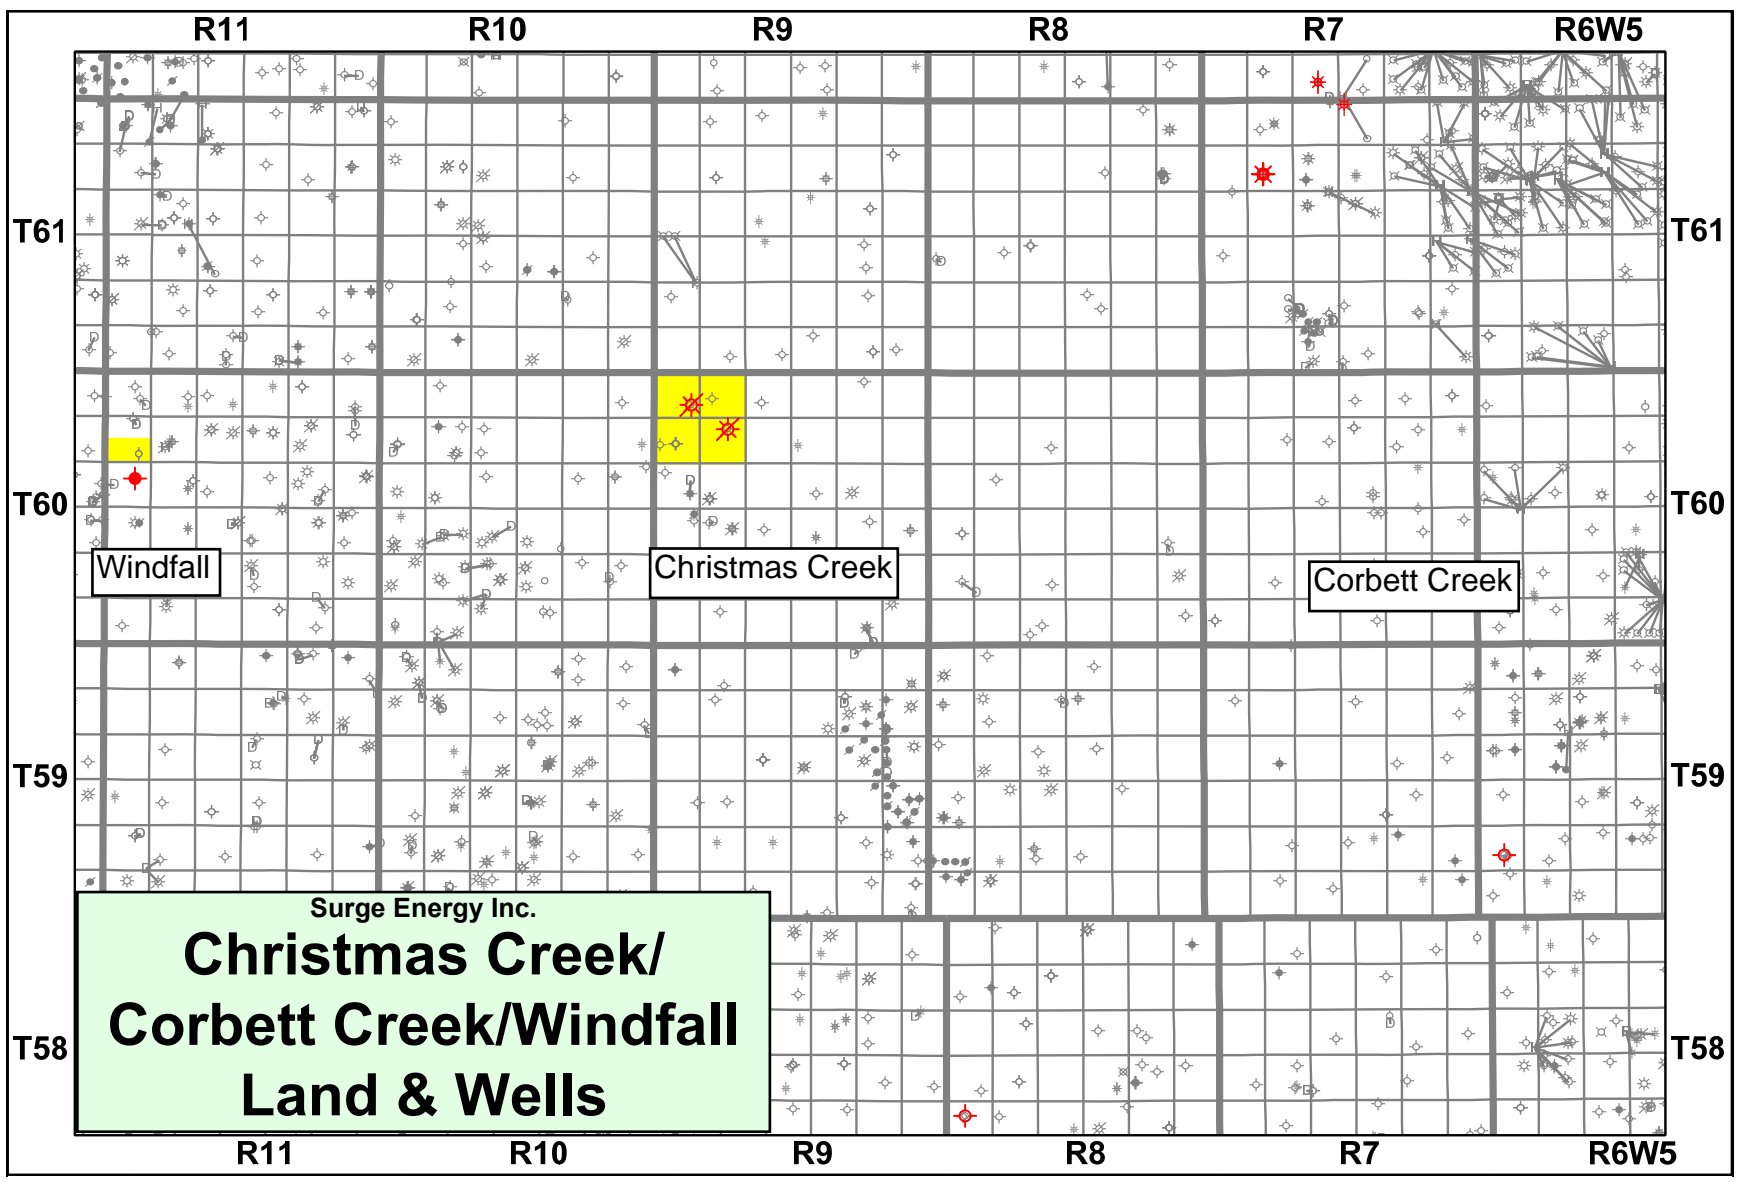 R11 R10 R9 R8 R7 R6W5
T61 T61
T60 T60
Windfall Christmas Creek Corbett Creek
T59 T59
Surge Energy Inc.
Christmas Creek/
Corbett Creek/Windfall
Land & Wells
T58 T58
R11 R10 R9 R8 R7 R6W5